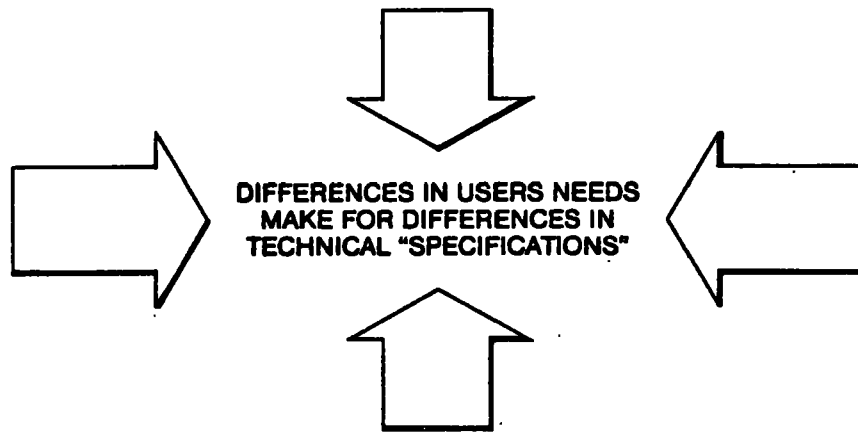 DIFFERENCES IN USERS NEEDS
MAKE FOR DIFFERENCES IN
TECHNICAL "SPECIFICATIONS"